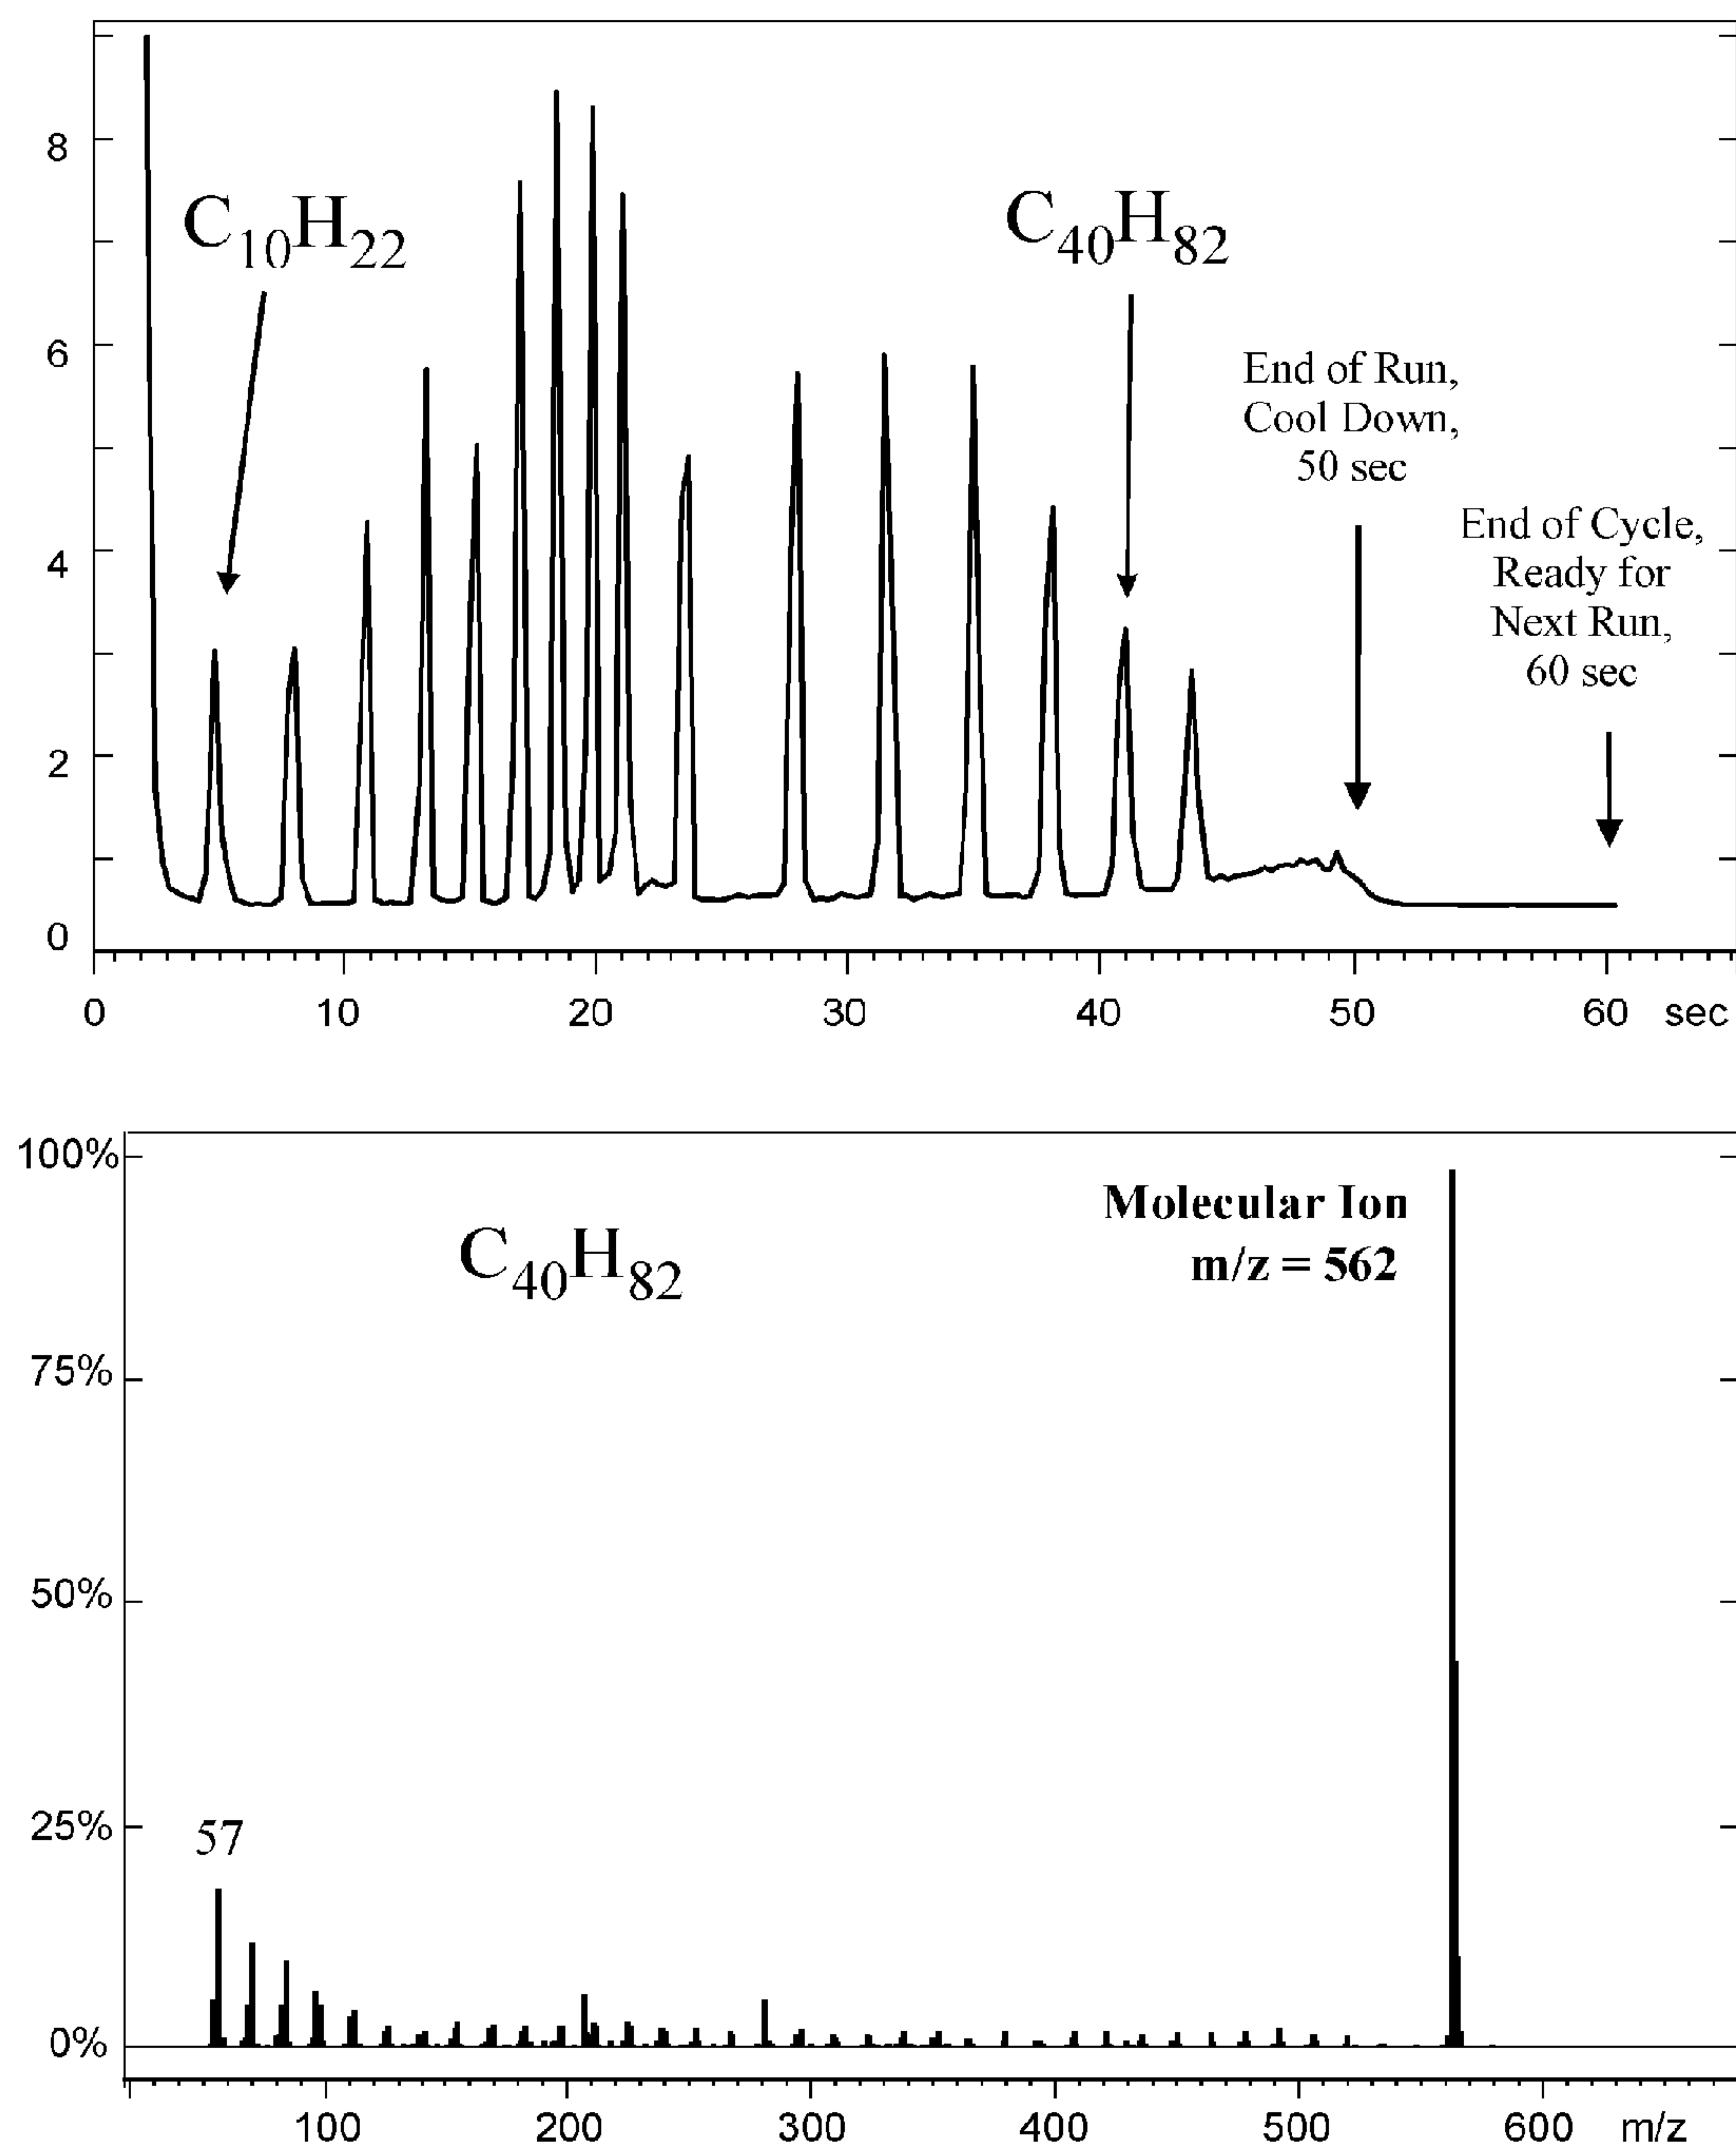 8
6
4
2
0
C₁₀H₂₂
C₄₀H₈₂
End of Run,
Cool Down,
50 sec
End of Cycle,
Ready for
Next Run,
60 sec
0 10 20 30 40 50 60 sec
100%
75%
50%
25%
0%
C₄₀H₈₂
Molecular Ion
m/z = 562
57
100 200 300 400 500 600 m/z